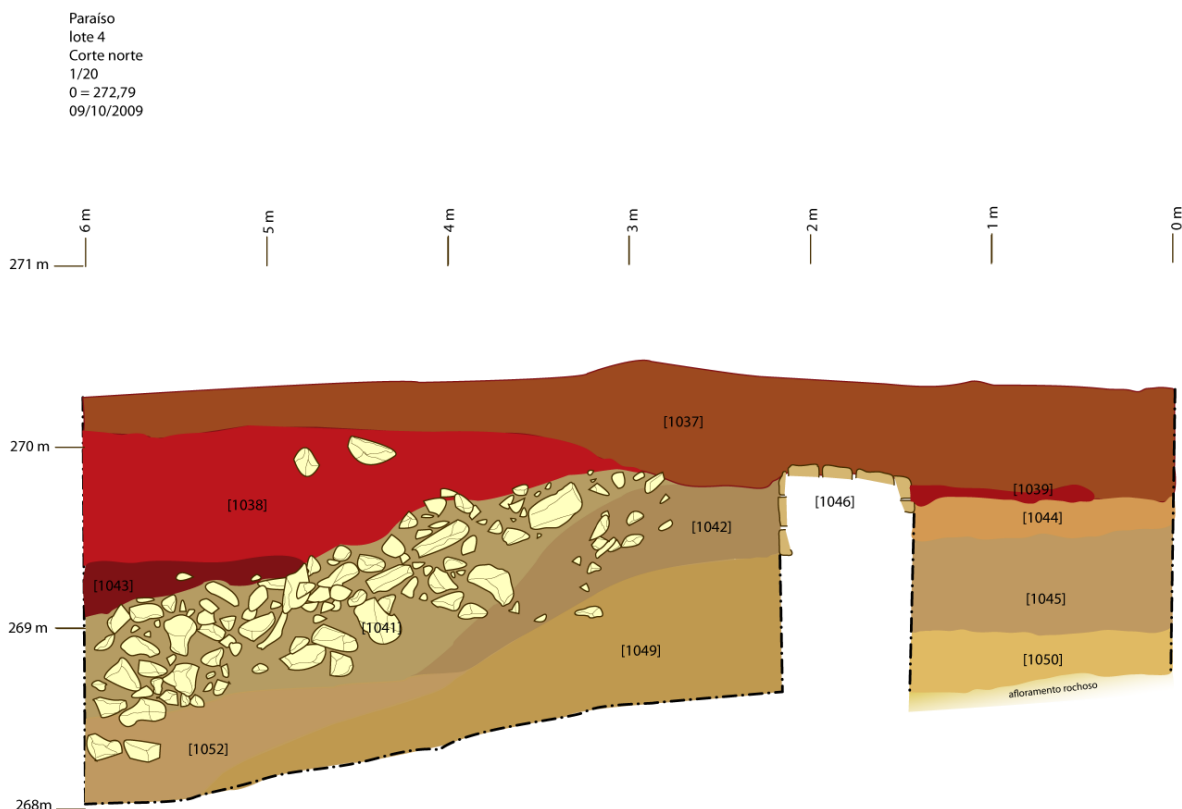 Paraíso
lote 4
Corte norte
1/20
0 = 272,79
09/10/2009
6 m
5 m
4 m
3 m
2 m
1 m
0 m
271 m
270 m
[1037]
[1038]
[1039]
[1046]
[1044]
[1042]
[1043]
[1045]
269 m
[1041]
[1049]
[1050]
afloramento rochoso
[1052]
268m